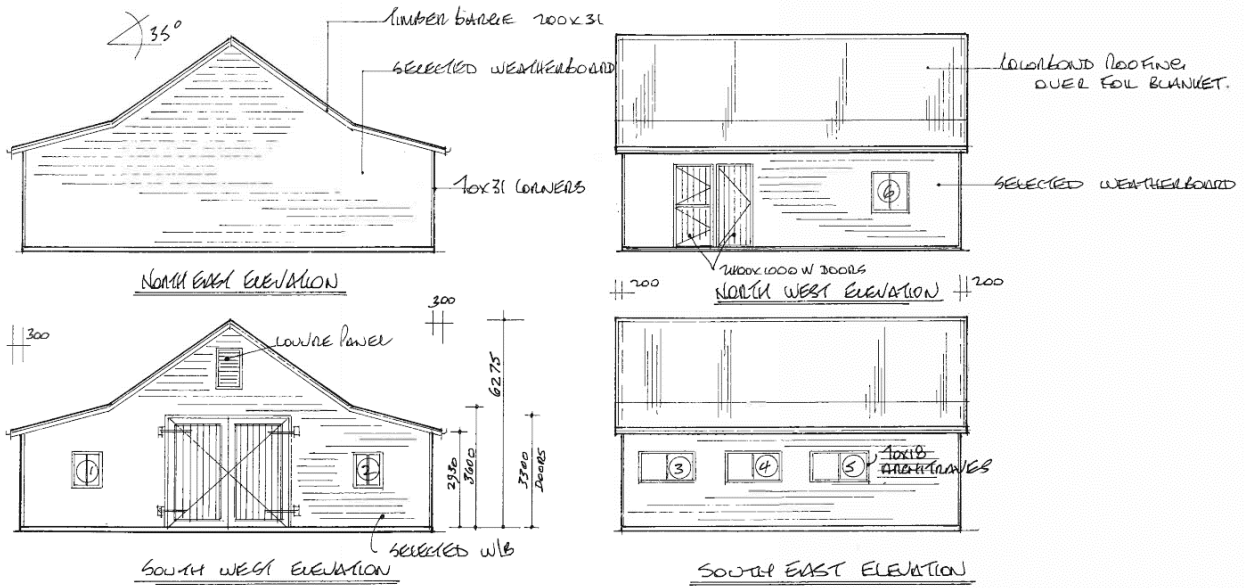 35°
TIMBER BARGE 200x31
SELECTED WEATHERBOARD
70x31 CORNERS
NORTH EAST ELEVATION
COLORBOND ROOFING
OVER FOIL BLANKET.
SELECTED WEATHERBOARD
6
2400x1000 W DOORS
200
NORTH WEST ELEVATION
200
300
300
LOUVRE PANEL
6275
2950
3600
3300
DOORS
1
2
SELECTED W/B
SOUTH WEST ELEVATION
3
4
5
70x18
ARCHITRAVES
SOUTH EAST ELEVATION